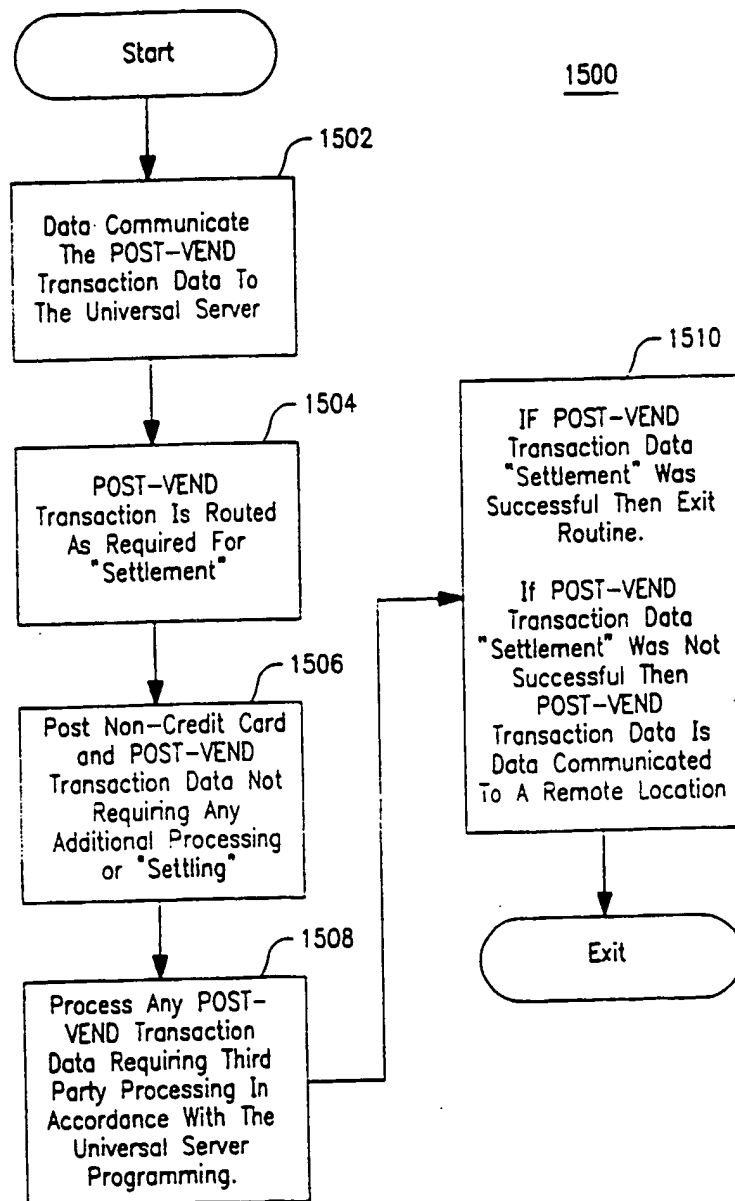 Start
1500
1502
Data Communicate
The POST-VEND
Transaction Data To
The Universal Server
1504
POST-VEND
Transaction Is Routed
As Required For
"Settlement"
1506
Post Non-Credit Card
and POST-VEND
Transaction Data Not
Requiring Any
Additional Processing
or "Settling"
1508
Process Any POST-
VEND Transaction
Data Requiring Third
Party Processing In
Accordance With The
Universal Server
Programming.
1510
IF POST-VEND
Transaction Data
"Settlement" Was
Successful Then Exit
Routine.
If POST-VEND
Transaction Data
"Settlement" Was Not
Successful Then
POST-VEND
Transaction Data Is
Data Communicated
To A Remote Location
Exit